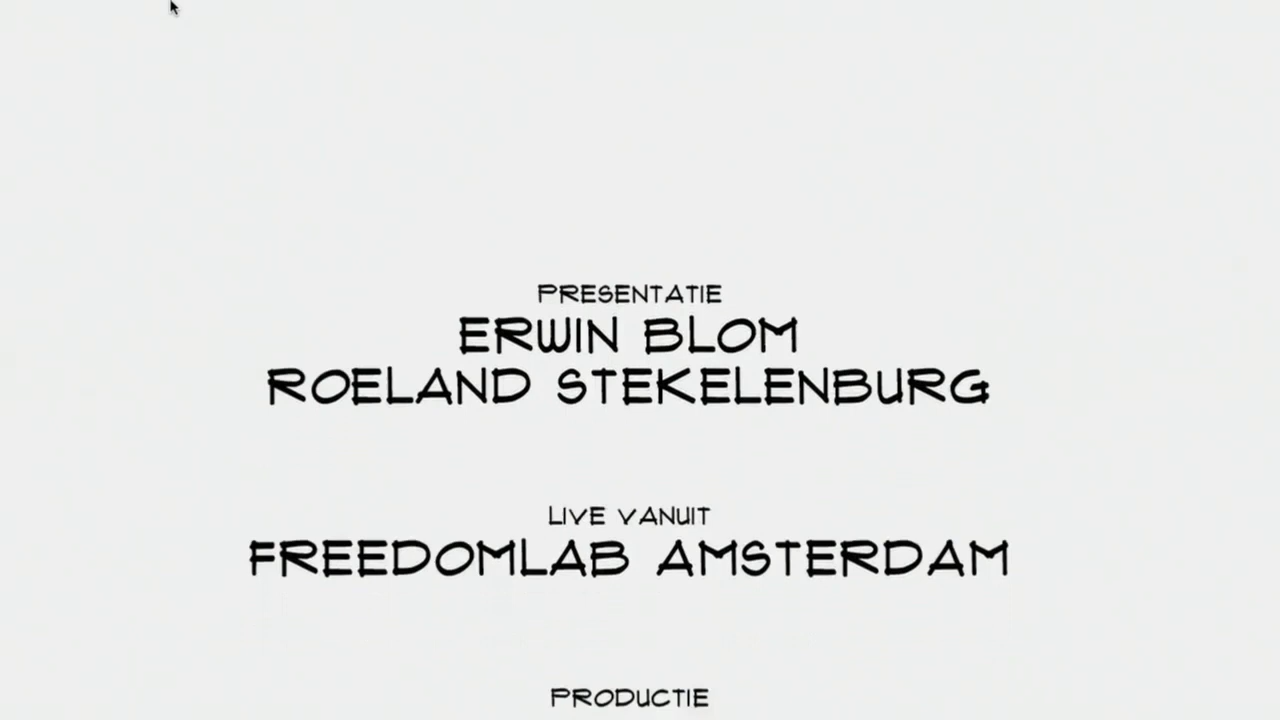 PRESENTATIE
ERWIN BLOM
ROELAND STEKELENBURG
LIVE VANUIT
FREEDOMLAB AMSTERDAM
PRODUCTIE